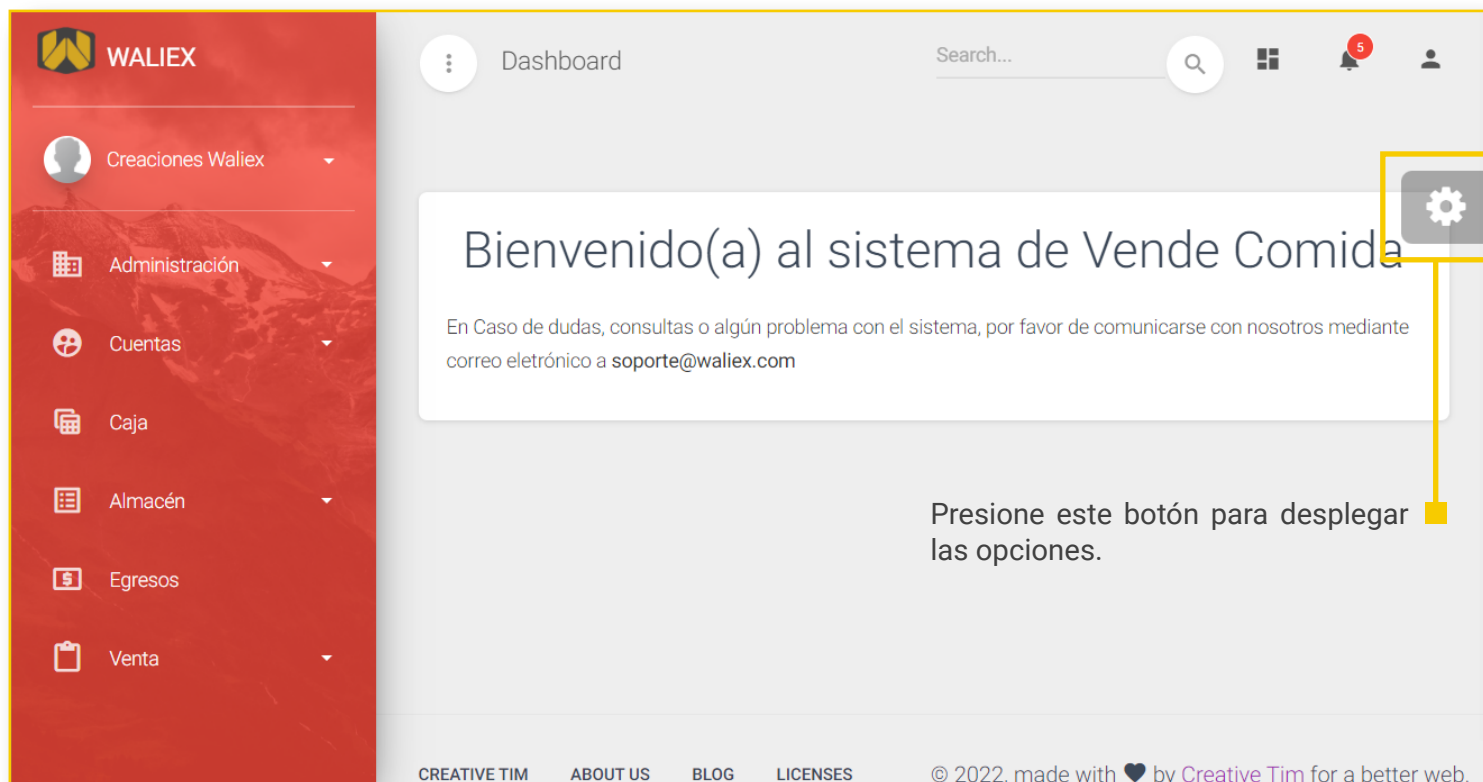 WALIEX
Creaciones Waliex
Administración
Cuentas
Caja
Almacén
Egresos
Venta
Dashboard
Search...
5
Bienvenido(a) al sistema de Vende Comida
En Caso de dudas, consultas o algún problema con el sistema, por favor de comunicarse con nosotros mediante
correo eletrónico a soporte@waliex.com
Presione este botón para desplegar
las opciones.
CREATIVE TIM ABOUT US BLOG LICENSES
© 2022, made with ♥ by Creative Tim for a better web.